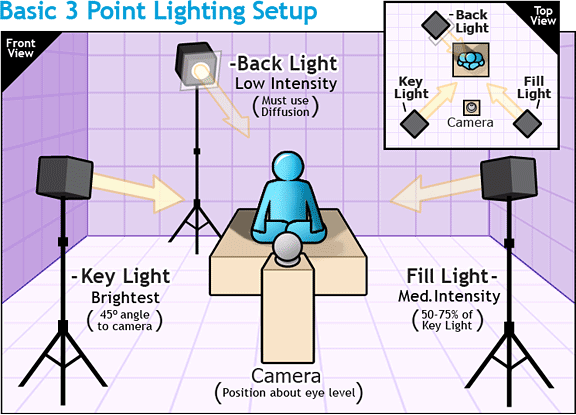 Basic 3 Point Lighting Setup
Front
View
-Back Light
Low Intensity
(Must use
Diffusion)
Top
View
-Back
Light
Key
Light
Fill
Light
Camera
-Key Light
Brightest
(45º angle
to camera)
Fill Light-
Med.Intensity
(50-75% of
Key Light)
Camera
(Position about eye level)